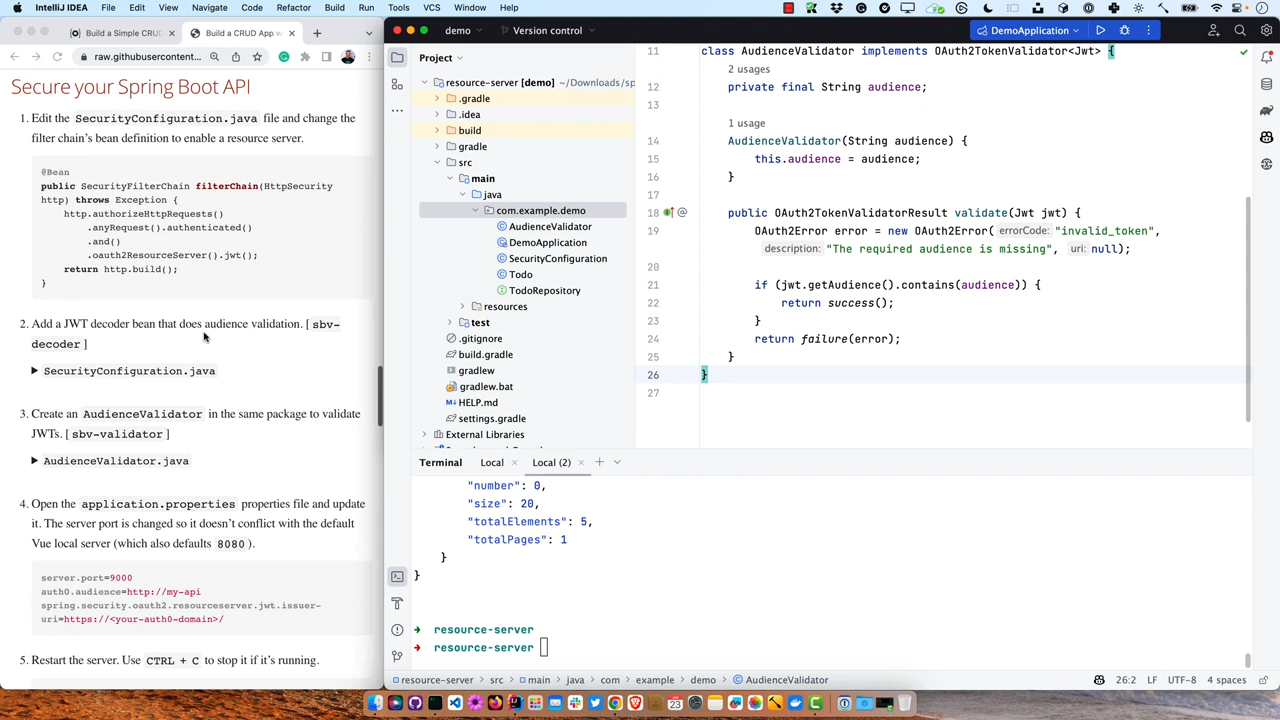 IntelliJ IDEA File Edit View Navigate Code Refactor Build Run Tools VCS Window Help
Build a Simple CRUD
Build a CRUD App w
raw.githubusercontent...
Secure your Spring Boot API
1. Edit the SecurityConfiguration.java file and change the
filter chain's bean definition to enable a resource server.
@Bean
public SecurityFilterChain filterChain(HttpSecurity
http) throws Exception {
http.authorizeHttpRequests()
.anyRequest().authenticated()
.and()
.oauth2ResourceServer().jwt();
return http.build();
}
2. Add a JWT decoder bean that does audience validation. [ sbv-
decoder ]
SecurityConfiguration.java
3. Create an AudienceValidator in the same package to validate
JWTs. [ sbv-validator ]
AudienceValidator.java
4. Open the application.properties properties file and update
it. The server port is changed so it doesn't conflict with the default
Vue local server (which also defaults 8080 ).
server.port=9000
auth0.audience=http://my-api
spring.security.oauth2.resourceserver.jwt.issuer-
uri=https://<your-auth0-domain>/
5. Restart the server. Use CTRL + C to stop it if it's running.
demo
Version control
DemoApplication
Project
resource-server [demo] ~/Downloads/sp
.gradle
.idea
build
gradle
src
main
java
com.example.demo
AudienceValidator
DemoApplication
SecurityConfiguration
Todo
TodoRepository
resources
test
.gitignore
build.gradle
gradlew
gradlew.bat
HELP.md
settings.gradle
External Libraries
11 class AudienceValidator implements OAuth2TokenValidator<Jwt> {
2 usages
12 private final String audience;
13
1 usage
14 AudienceValidator(String audience) {
15 this.audience = audience;
16 }
17
18 public OAuth2TokenValidatorResult validate(Jwt jwt) {
19 OAuth2Error error = new OAuth2Error( errorCode: "invalid_token",
description: "The required audience is missing", uri: null);
20
21 if (jwt.getAudience().contains(audience)) {
22 return success();
23 }
24 return failure(error);
25 }
26 }
27
Terminal Local Local (2)
"number": 0,
"size": 20,
"totalElements": 5,
"totalPages": 1
}
}
resource-server
resource-server
resource-server > src > main > java > com > example > demo > AudienceValidator
26:2 LF UTF-8 4 spaces